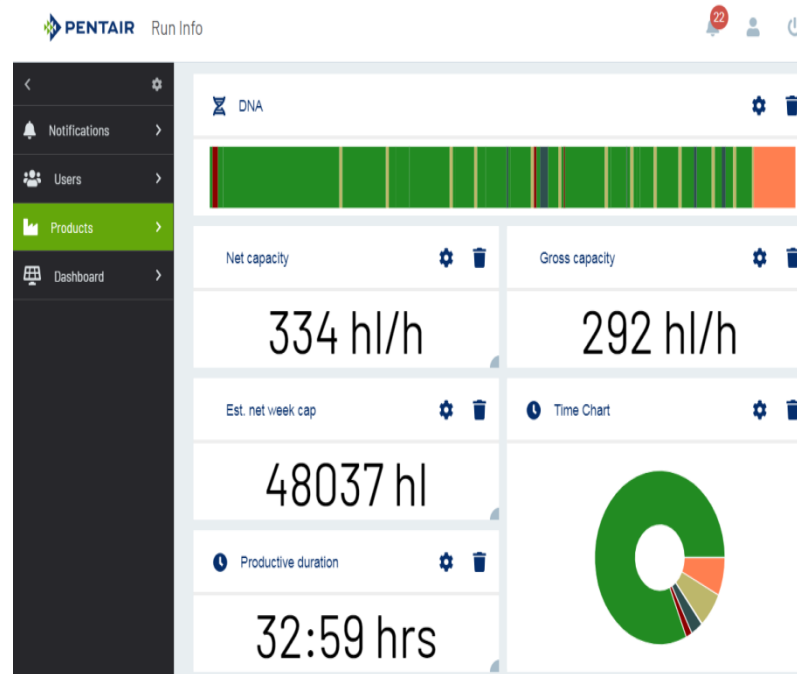 PENTAIR Run Info
22
Notifications
Users
Products
Dashboard
DNA
Net capacity
334 hl/h
Gross capacity
292 hl/h
Est. net week cap
48037 hl
Time Chart
Productive duration
32:59 hrs